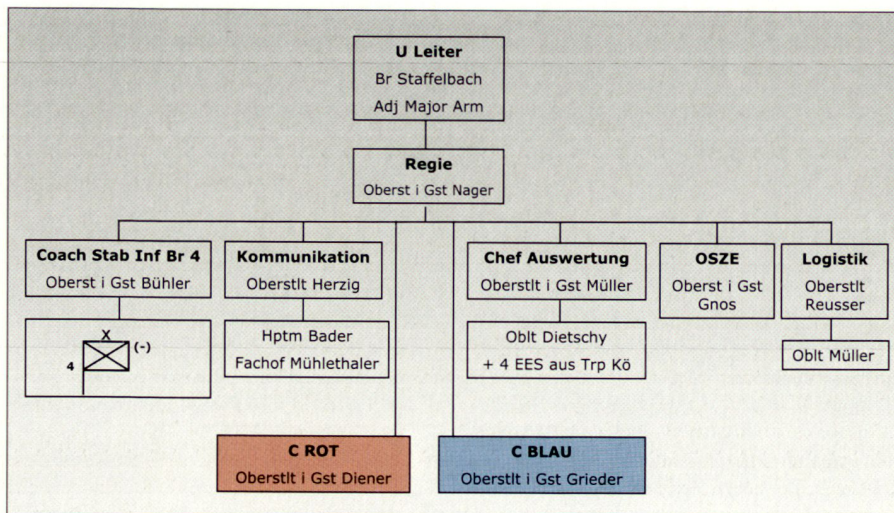 U Leiter
Br Staffelbach
Adj Major Arm
Regie
Oberst i Gst Nager
Coach Stab Inf Br 4
Oberst i Gst Bühler
X
(-)
4
Kommunikation
Oberstlt Herzig
Hptm Bader
Fachof Mühlethaler
Chef Auswertung
Oberstlt i Gst Müller
Oblt Dietschy
+ 4 EES aus Trp Kö
OSZE
Oberst i Gst
Gnos
Logistik
Oberstlt
Reusser
Oblt Müller
C ROT
Oberstlt i Gst Diener
C BLAU
Oberstlt i Gst Grieder